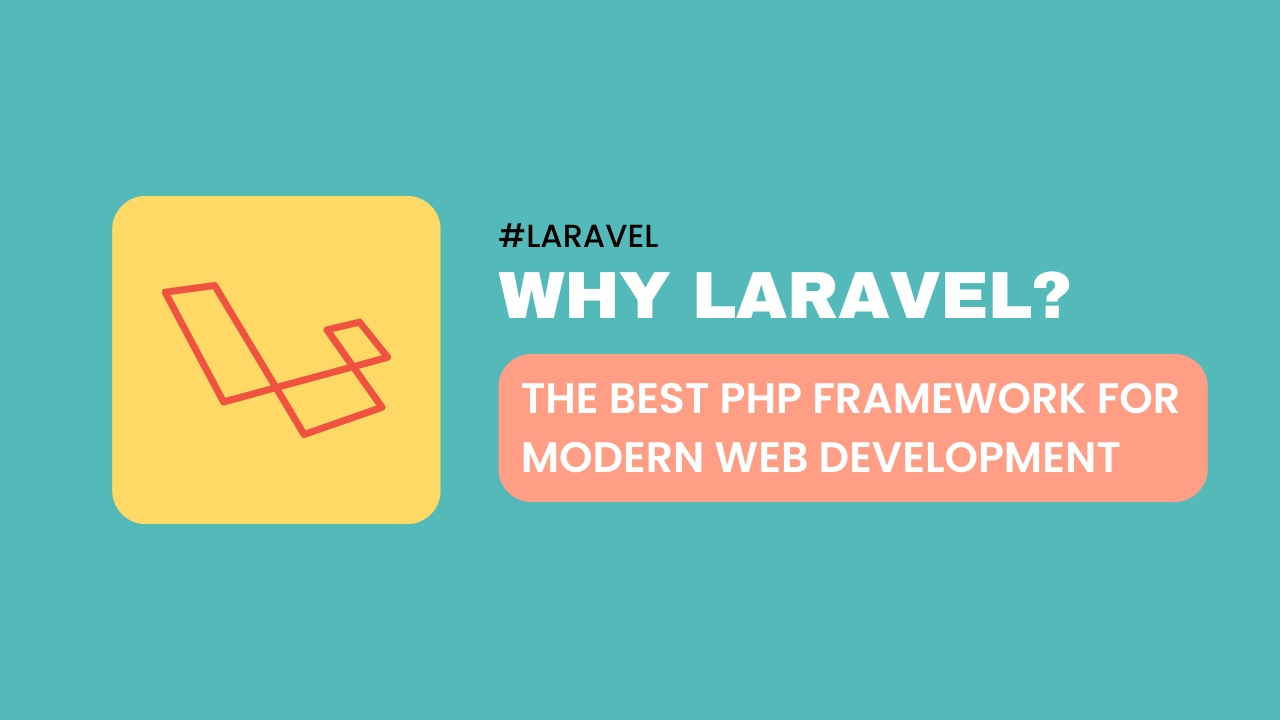 #LARAVEL
WHY LARAVEL?
THE BEST PHP FRAMEWORK FOR
MODERN WEB DEVELOPMENT